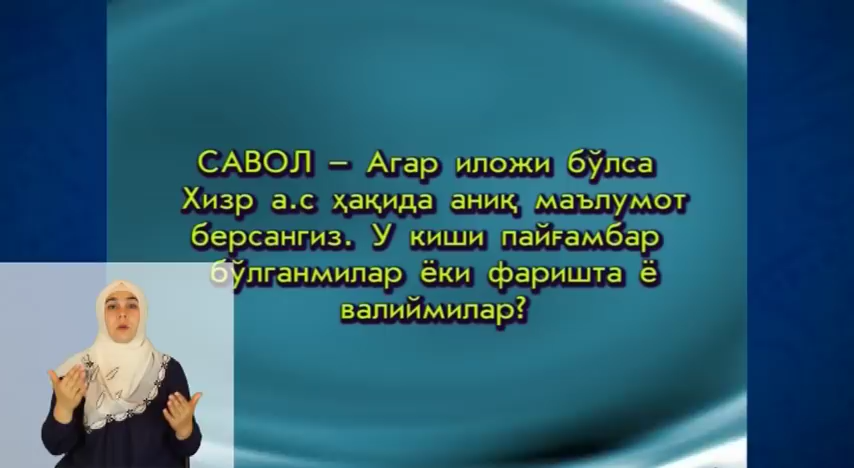 САВОЛ – Агар иложи бўлса
Хизр а.с ҳақида аниқ маълумот
берсангиз. У киши пайғамбар
бўлганмилар ёки фаришта ё
валиймилар?